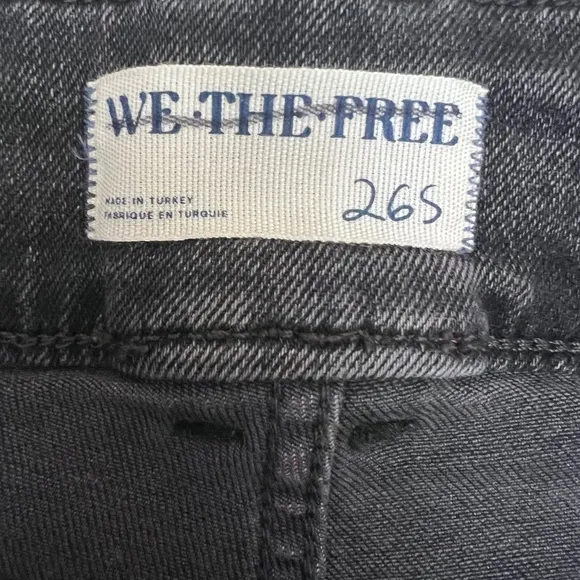 WE·THE·FREE
MADE IN TURKEY
FABRIQUE EN TURQUIE
26S